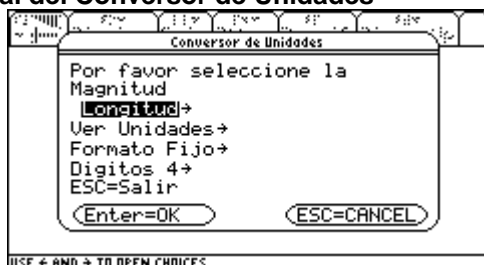 al del Conversor de Unidades
Conversor de Unidades
Por favor seleccione la
Magnitud
Longitud→
Ver Unidades→
Formato Fijo→
Digitos 4→
ESC=Salir
Enter=OK ESC=CANCEL
USE ← AND → TO OPEN CHOICES